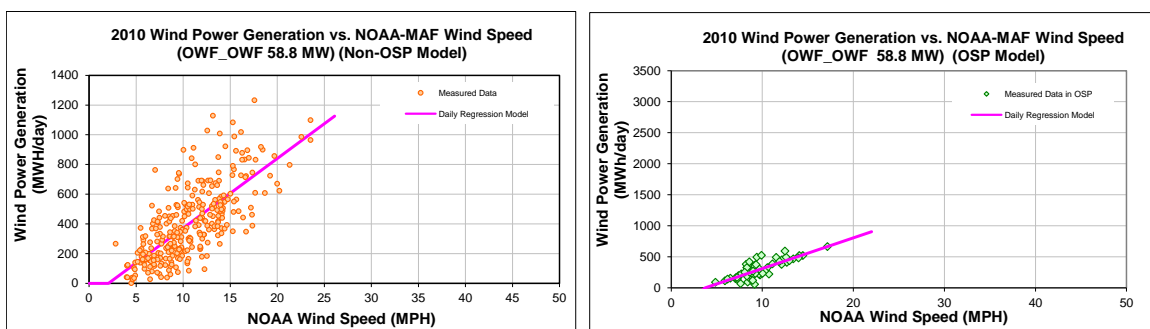 2010 Wind Power Generation vs. NOAA-MAF Wind Speed
(OWF_OWF 58.8 MW) (Non-OSP Model)
Wind Power Generation
(MWH/day)
1400
1200
1000
800
600
400
200
0
Measured Data
Daily Regression Model
0 5 10 15 20 25 30 35 40 45 50
NOAA Wind Speed (MPH)
2010 Wind Power Generation vs. NOAA-MAF Wind Speed
(OWF_OWF 58.8 MW) (OSP Model)
Wind Power Generation
(MWh/day)
3500
3000
2500
2000
1500
1000
500
0
Measured Data in OSP
Daily Regression Model
0 10 20 30 40 50
NOAA Wind Speed (MPH)